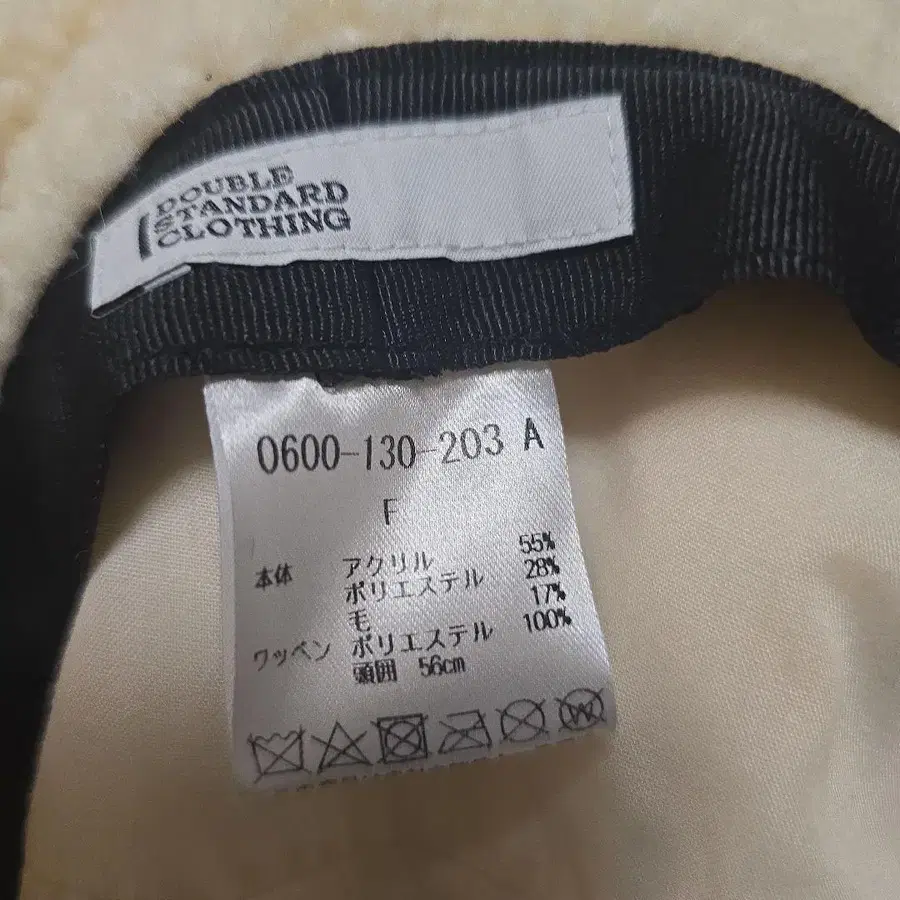 DOUBLE
STANDARD
CLOTHING
0600-130-203 A
F
本体 アクリル 55%
ポリエステル 28%
毛 17%
ワッペン ポリエステル 100%
頭囲 56cm